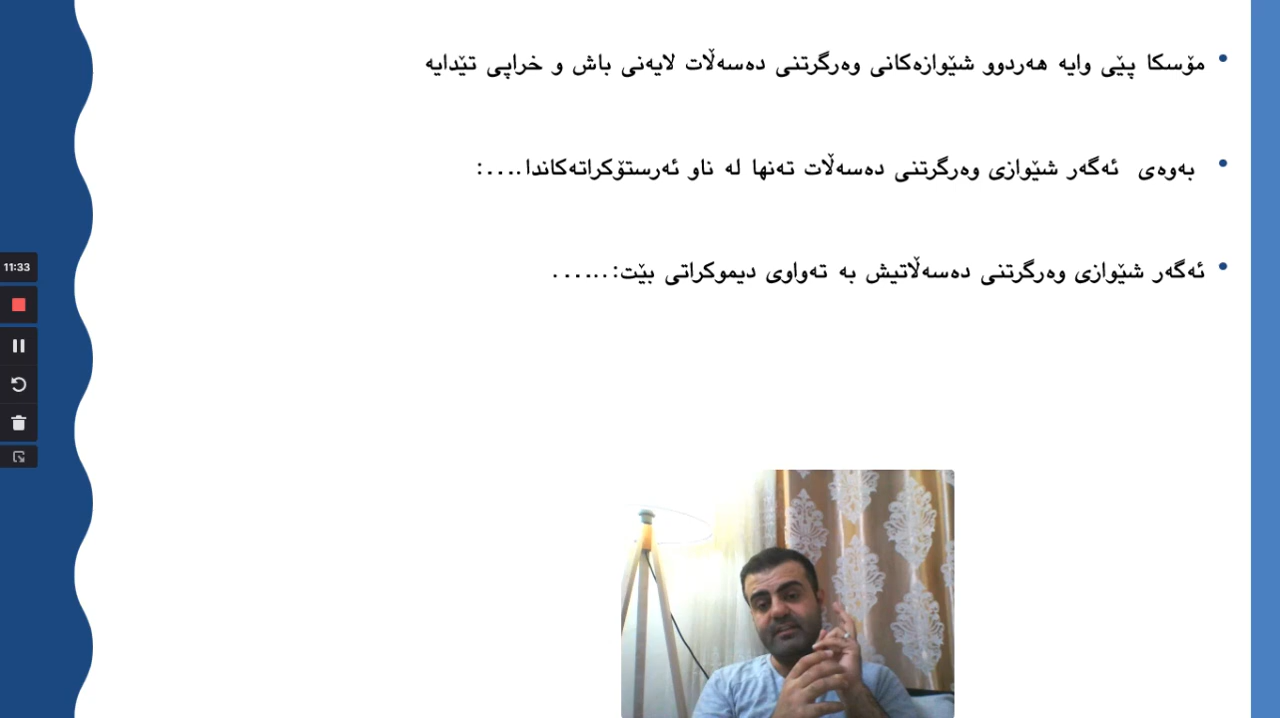 • مۆسکا پێی وایە هەردوو شێوازەکانی وەرگرتنی دەسەڵات لایەنی باش و خراپی تێدایە
• بەوەی ئەگەر شێوازی وەرگرتنی دەسەڵات تەنها لە ناو ئەرستۆکراتەکاندا....:
• ئەگەر شێوازی وەرگرتنی دەسەڵاتیش بە تەواوی دیموکراتی بێت:......
11:33